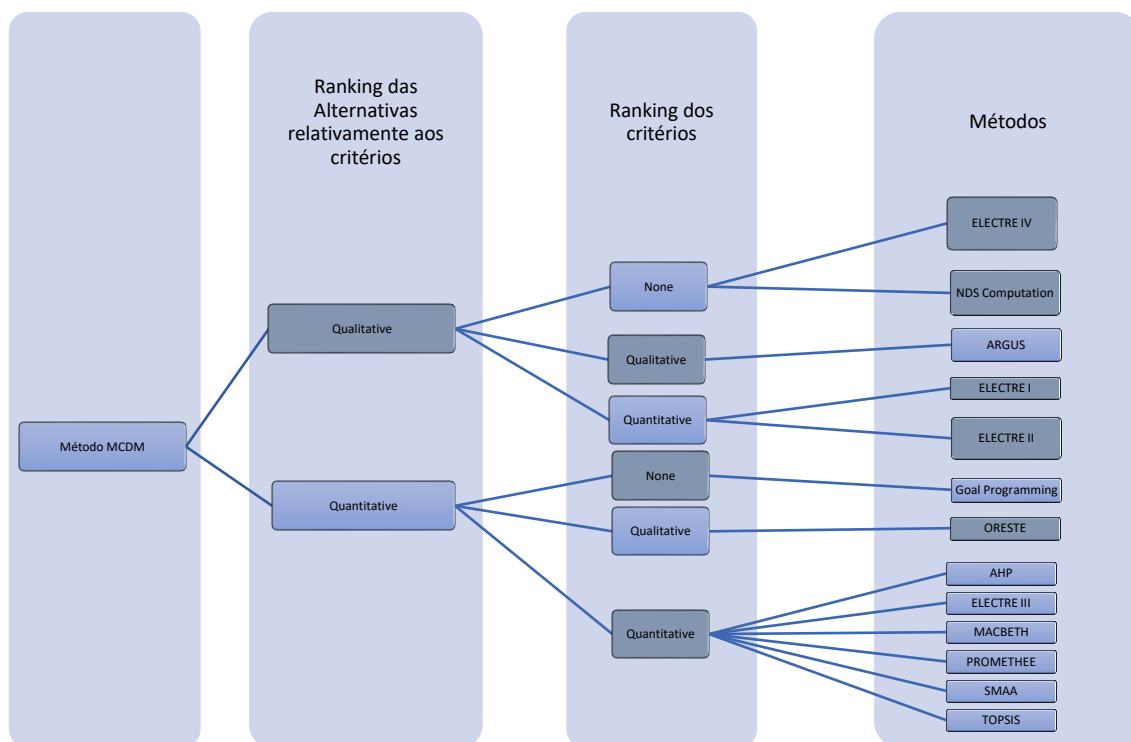 Ranking das
Alternativas
relativamente aos
critérios
Ranking dos
critérios
Métodos
Método MCDM
Qualitative
Quantitative
None
Qualitative
Quantitative
None
Qualitative
Quantitative
ELECTRE IV
NDS Computation
ARGUS
ELECTRE I
ELECTRE II
Goal Programming
ORESTE
AHP
ELECTRE III
MACBETH
PROMETHEE
SMAA
TOPSIS